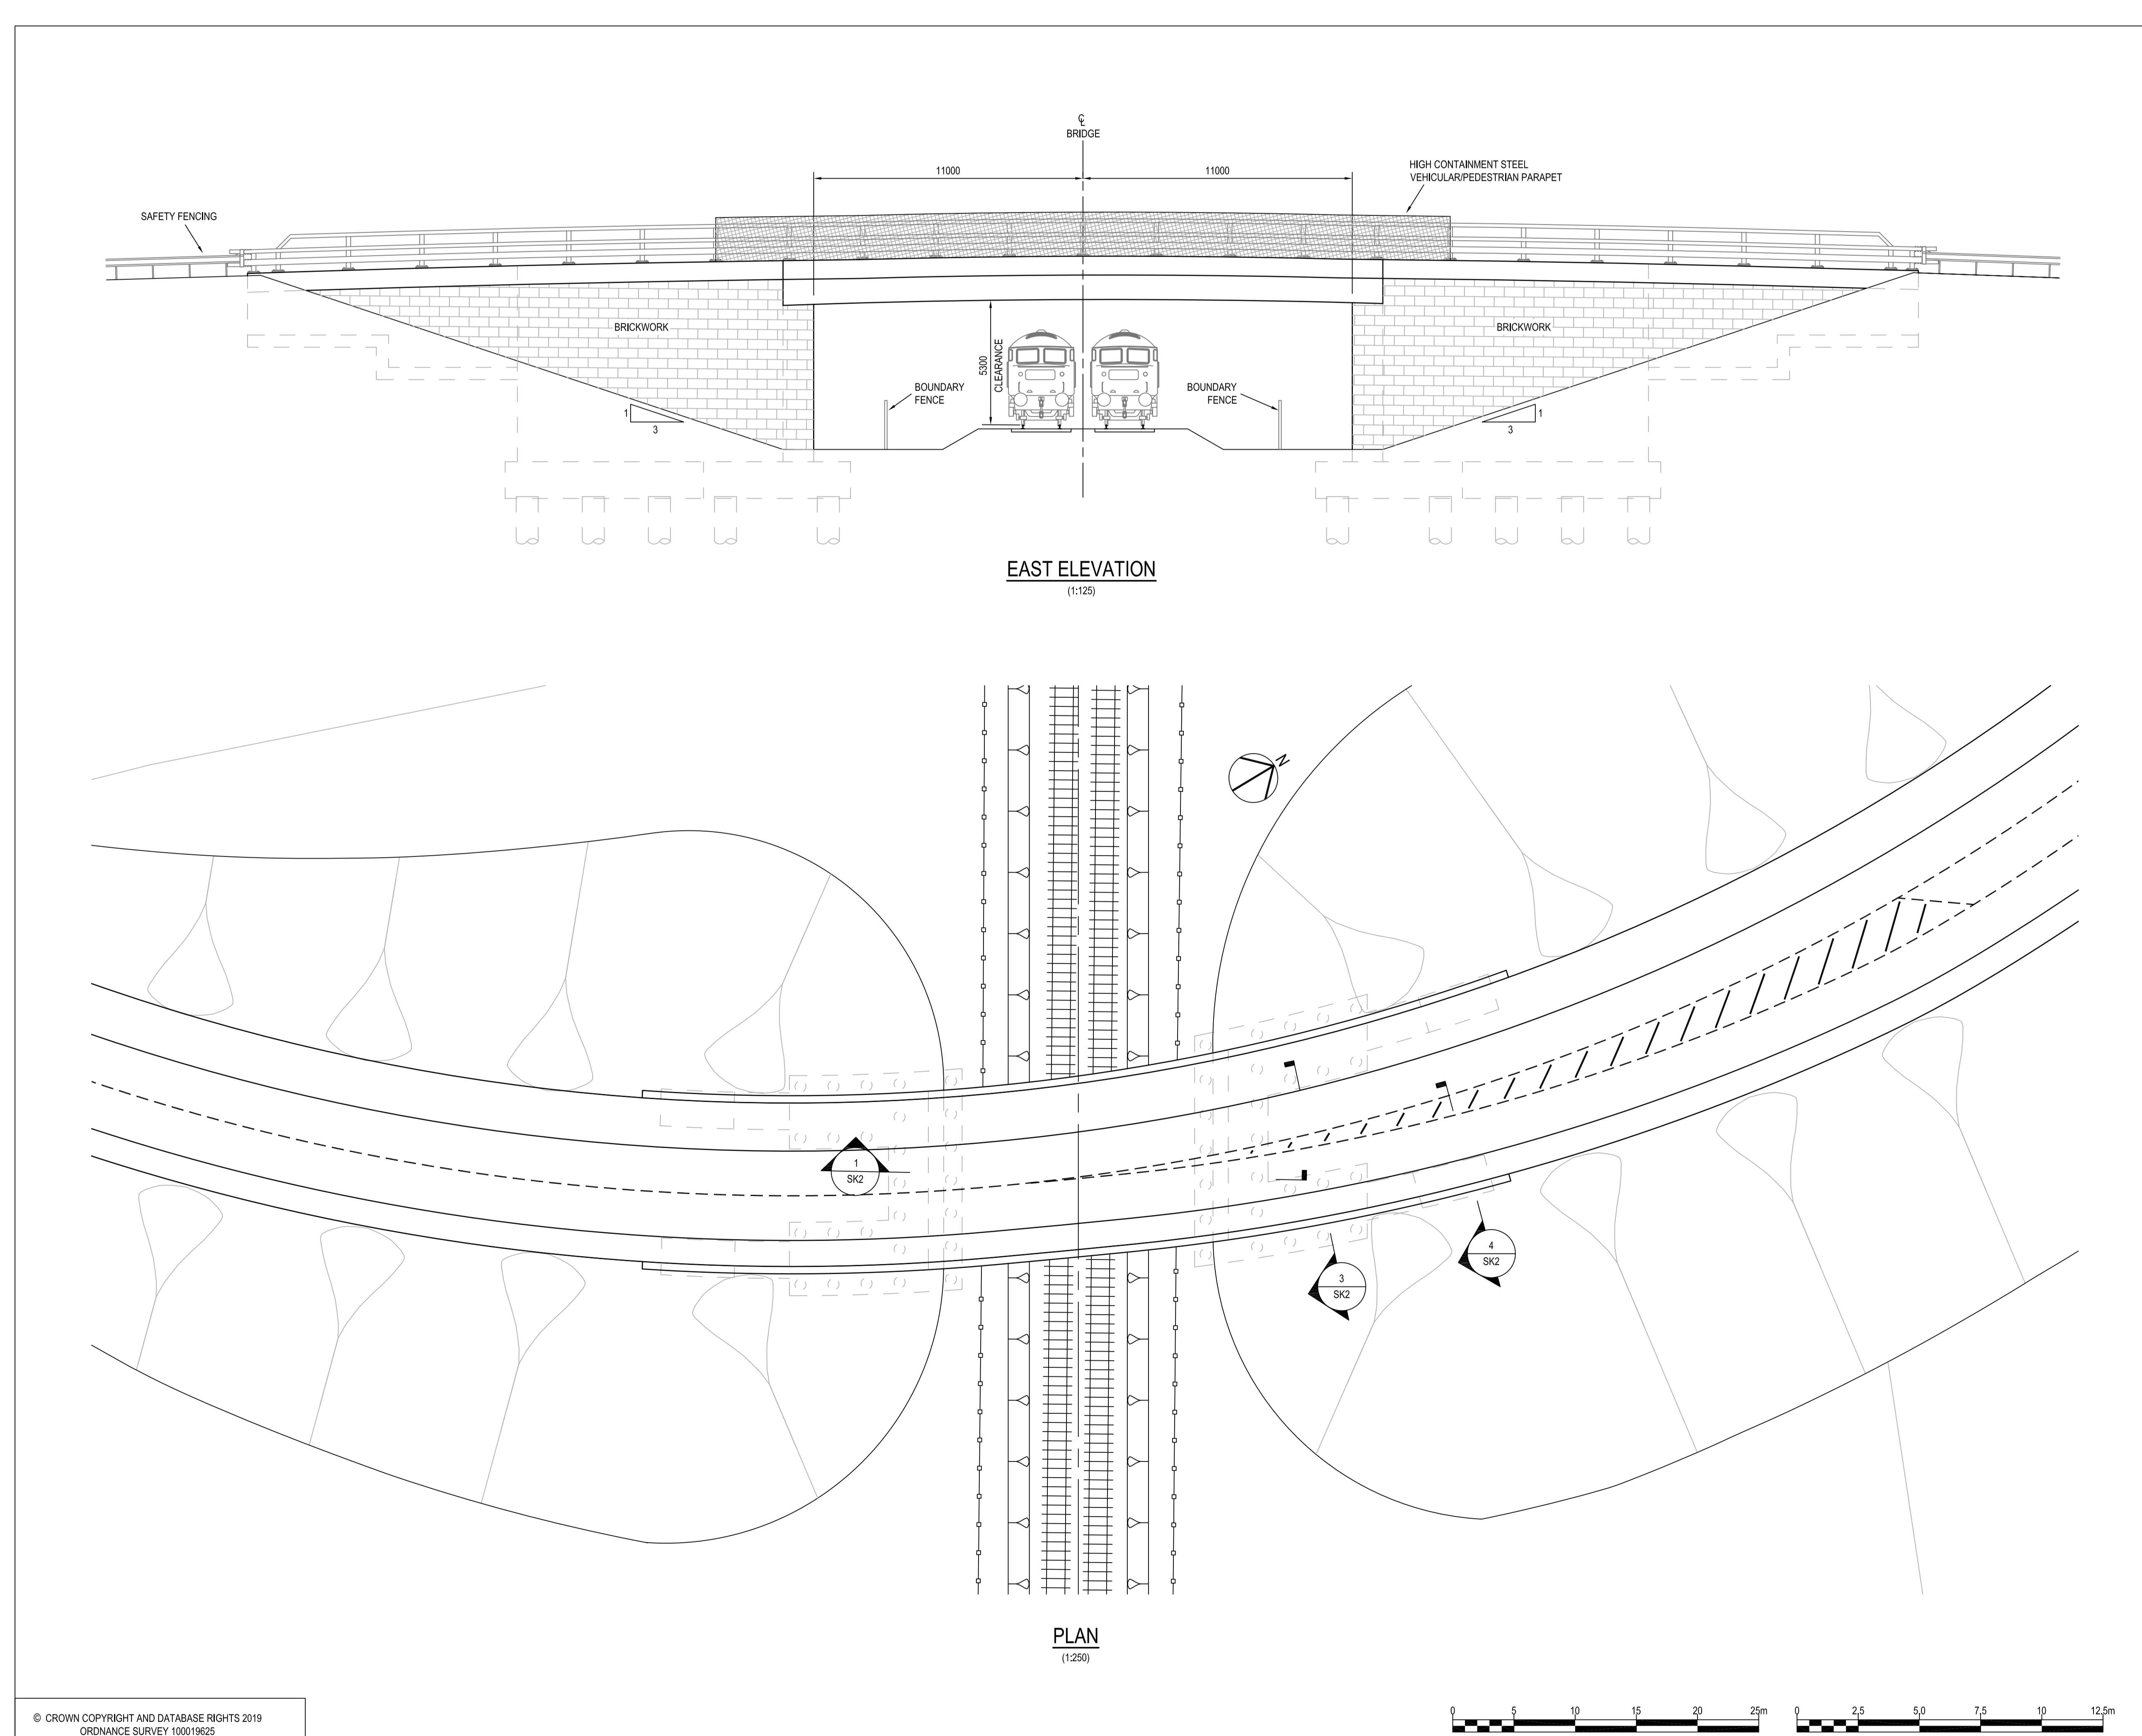 ℄
BRIDGE
11000
11000
HIGH CONTAINMENT STEEL
VEHICULAR/PEDESTRIAN PARAPET
SAFETY FENCING
BRICKWORK
BRICKWORK
5300
CLEARANCE
BOUNDARY
FENCE
BOUNDARY
FENCE
1
3
1
3
EAST ELEVATION
(1:125)
N
1
SK2
4
SK2
3
SK2
PLAN
(1:250)
© CROWN COPYRIGHT AND DATABASE RIGHTS 2019
ORDNANCE SURVEY 100019625
0 5 10 15 20 25m
0 2,5 5,0 7,5 10 12,5m